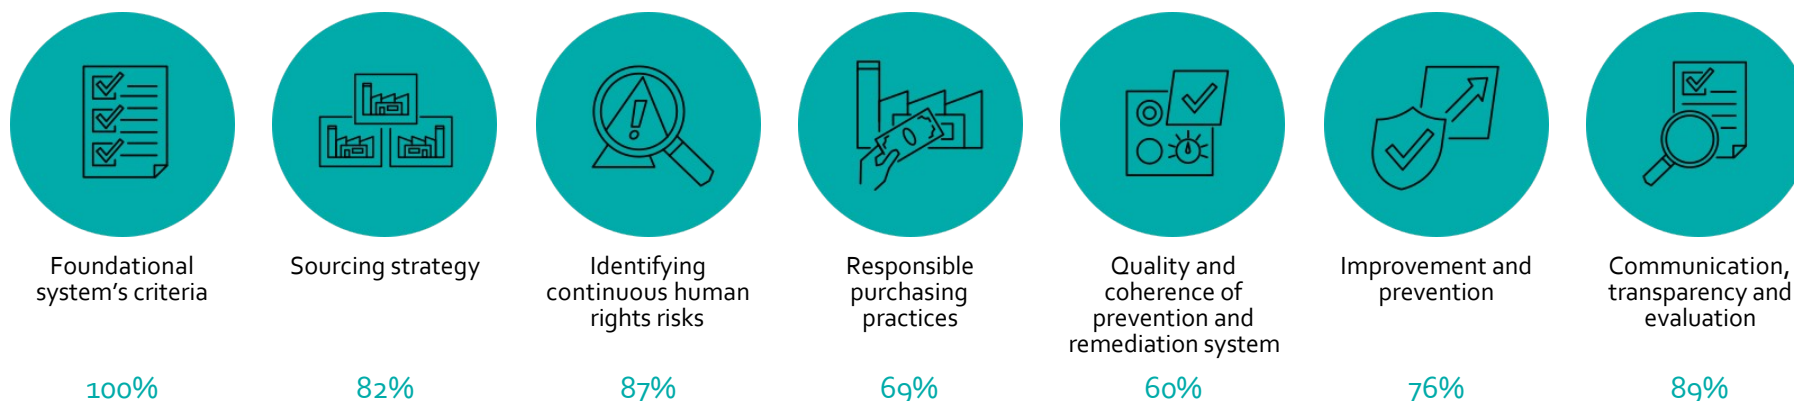 Foundational
system's criteria
100%
Sourcing strategy
82%
Identifying
continuous human
rights risks
87%
Responsible
purchasing
practices
69%
Quality and
coherence of
prevention and
remediation system
60%
Improvement and
prevention
76%
Communication,
transparency and
evaluation
89%